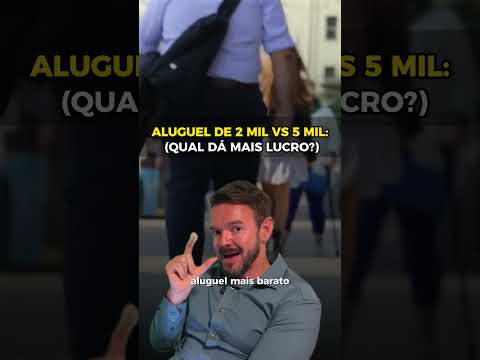 ALUGUEL DE 2 MIL VS 5 MIL:
(QUAL DÁ MAIS LUCRO?)
aluguel mais barato